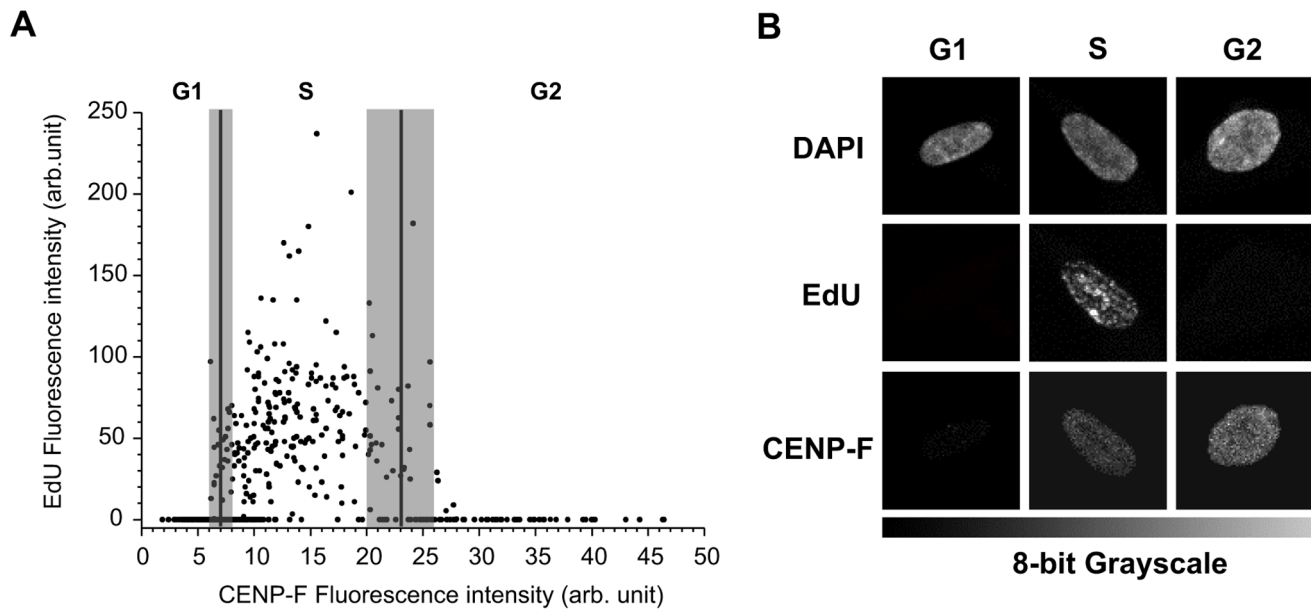 A
G1 S G2
250
200
150
100
50
0
EdU Fluorescence intensity (arb.unit)
0 5 10 15 20 25 30 35 40 45 50
CENP-F Fluorescence intensity (arb. unit)
B
G1 S G2
DAPI
EdU
CENP-F
8-bit Grayscale